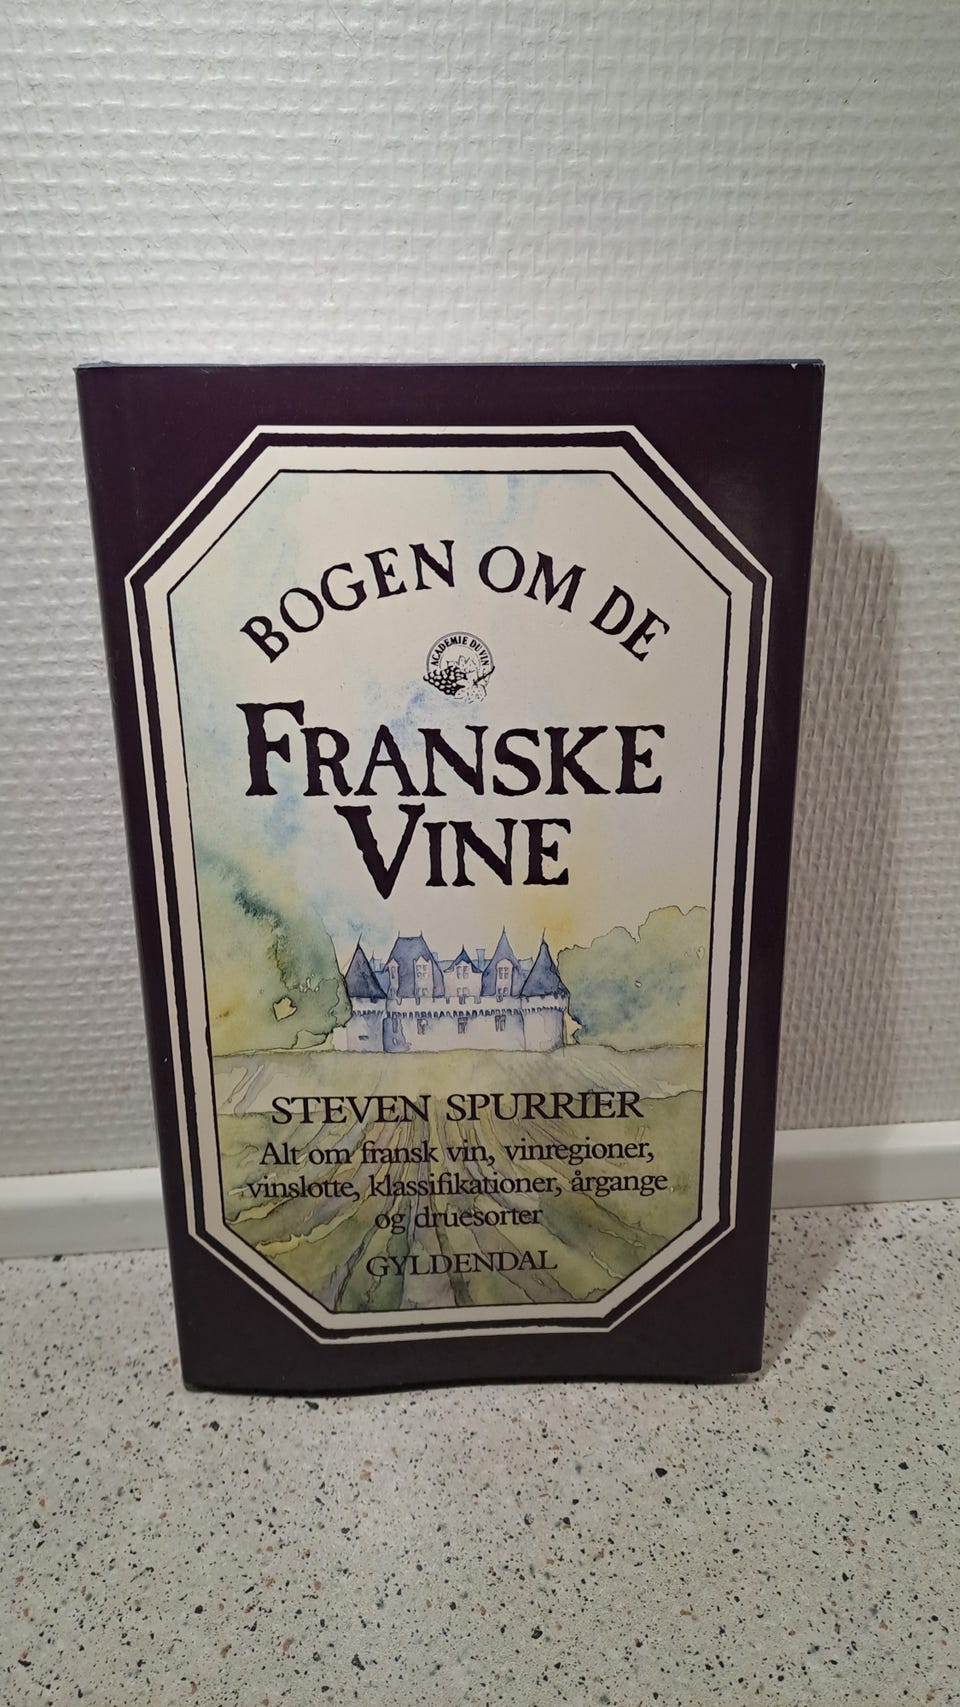 BOGEN OM DE
ACADEMIE DU VIN
FRANSKE
VINE
STEVEN SPURRIER
Alt om fransk vin, vinregioner,
vinslotte, klassifikationer, årgange
og druesorter
GYLDENDAL